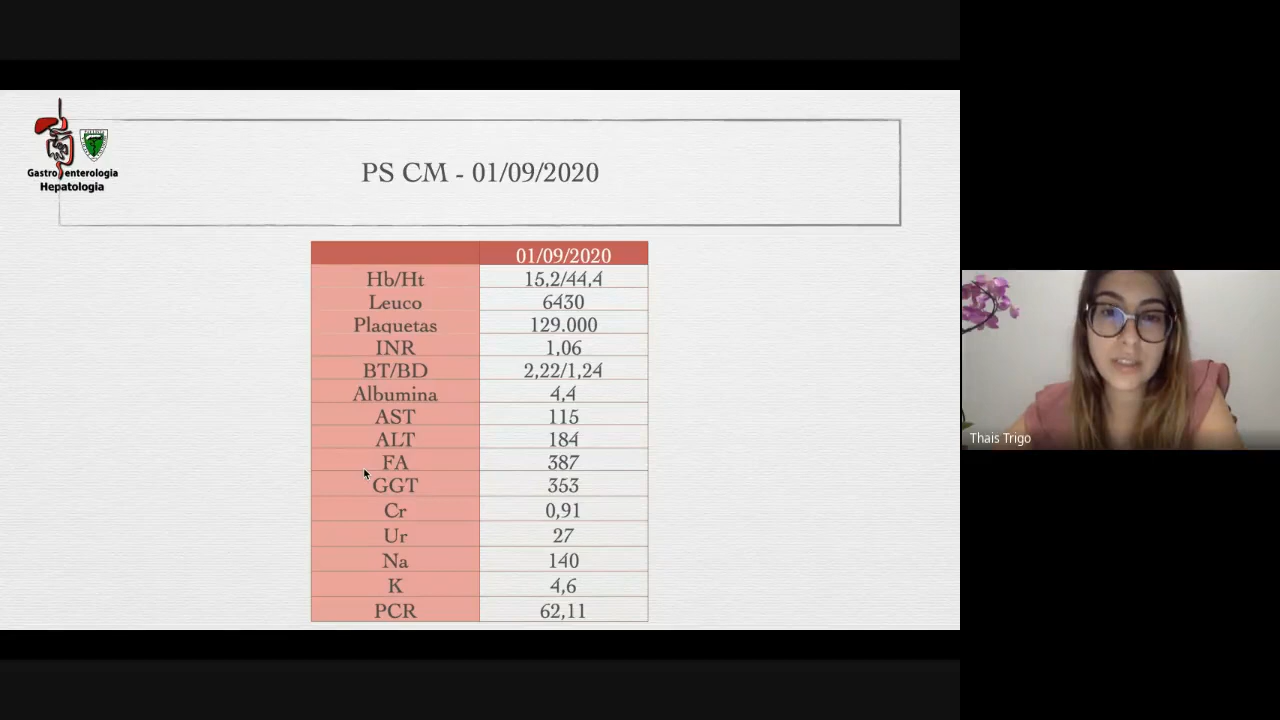 Gastroenterologia
Hepatologia
PS CM - 01/09/2020
01/09/2020
Hb/Ht 15,2/44,4
Leuco 6430
Plaquetas 129.000
INR 1,06
BT/BD 2,22/1,24
Albumina 4,4
AST 115
ALT 184
FA 387
GGT 353
Cr 0,91
Ur 27
Na 140
K 4,6
PCR 62,11
Thais Trigo